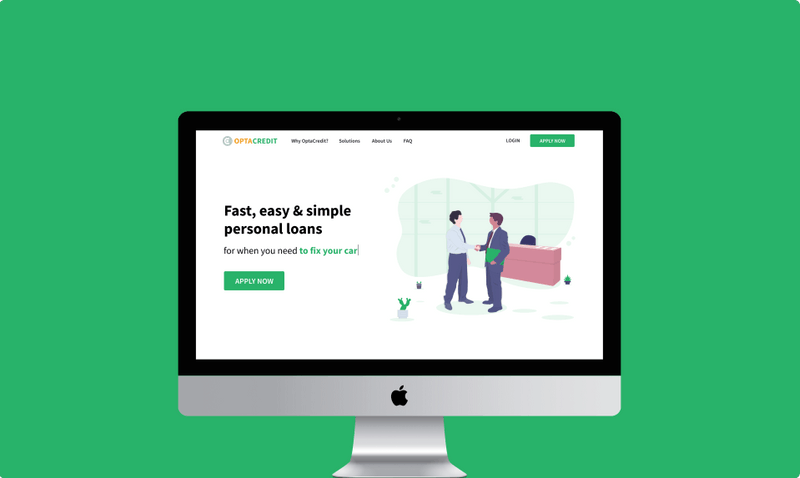 OPTACREDIT
Why OptaCredit?
Solutions
About Us
FAQ
LOGIN
APPLY NOW
Fast, easy & simple
personal loans
for when you need to fix your car
APPLY NOW